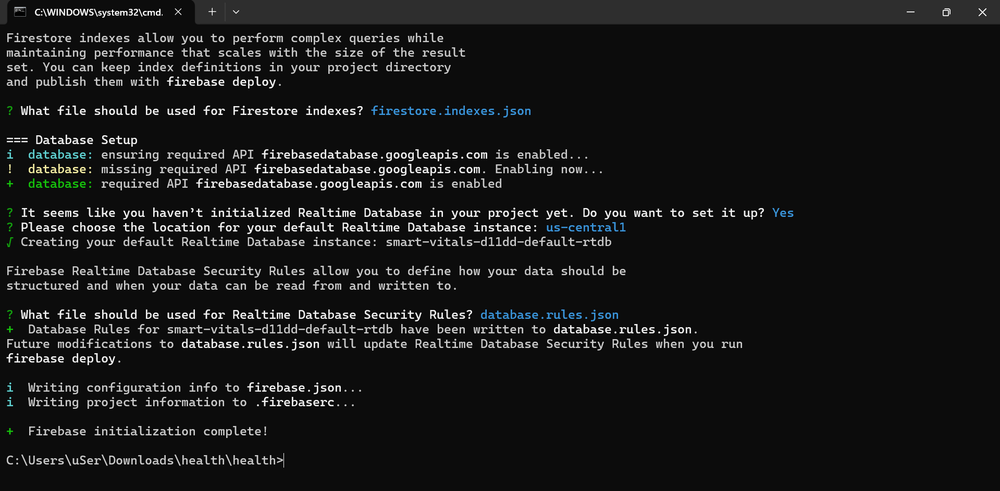 C:\WINDOWS\system32\cmd.
Firestore indexes allow you to perform complex queries while
maintaining performance that scales with the size of the result
set. You can keep index definitions in your project directory
and publish them with firebase deploy.
? What file should be used for Firestore indexes? firestore.indexes.json
=== Database Setup
i  database: ensuring required API firebasedatabase.googleapis.com is enabled...
!  database: missing required API firebasedatabase.googleapis.com. Enabling now...
+  database: required API firebasedatabase.googleapis.com is enabled
? It seems like you haven’t initialized Realtime Database in your project yet. Do you want to set it up? Yes
? Please choose the location for your default Realtime Database instance: us-central1
√ Creating your default Realtime Database instance: smart-vitals-d11dd-default-rtdb
Firebase Realtime Database Security Rules allow you to define how your data should be
structured and when your data can be read from and written to.
? What file should be used for Realtime Database Security Rules? database.rules.json
+  Database Rules for smart-vitals-d11dd-default-rtdb have been written to database.rules.json.
Future modifications to database.rules.json will update Realtime Database Security Rules when you run
firebase deploy.
i  Writing configuration info to firebase.json...
i  Writing project information to .firebaserc...
+  Firebase initialization complete!
C:\Users\uSer\Downloads\health\health>